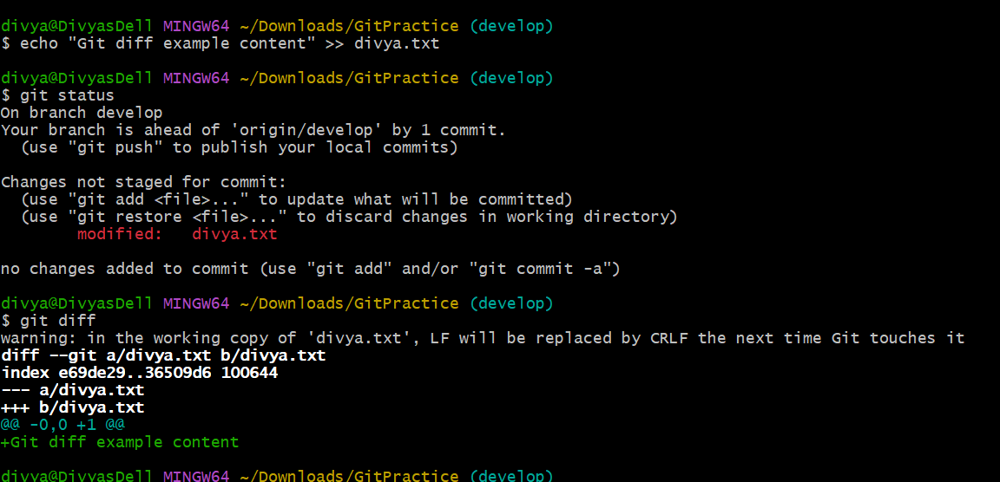 divya@DivyasDell MINGW64 ~/Downloads/GitPractice (develop)
$ echo "Git diff example content" >> divya.txt
divya@DivyasDell MINGW64 ~/Downloads/GitPractice (develop)
$ git status
On branch develop
Your branch is ahead of 'origin/develop' by 1 commit.
  (use "git push" to publish your local commits)
Changes not staged for commit:
  (use "git add <file>..." to update what will be committed)
  (use "git restore <file>..." to discard changes in working directory)
        modified:   divya.txt
no changes added to commit (use "git add" and/or "git commit -a")
divya@DivyasDell MINGW64 ~/Downloads/GitPractice (develop)
$ git diff
warning: in the working copy of 'divya.txt', LF will be replaced by CRLF the next time Git touches it
diff --git a/divya.txt b/divya.txt
index e69de29..36509d6 100644
--- a/divya.txt
+++ b/divya.txt
@@ -0,0 +1 @@
+Git diff example content
divya@DivyasDell MINGW64 ~/Downloads/GitPractice (develop)